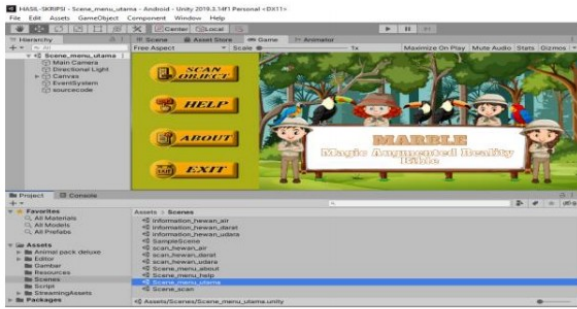 HASIL-SKRIPSI - Scene_menu_utama - Android - Unity 2019.3.14f1 Personal <DX11>
File Edit Assets GameObject Component Window Help
Center Local
Hierarchy
Scene Asset Store Game Animator
All
Free Aspect Scale 1x Maximize On Play Mute Audio Stats Gizmos
Scene_menu_utama
Main Camera
Directional Light
Canvas
EventSystem
sourcecode
SCAN
OBJECT
HELP
ABOUT
EXIT
MARBLE
Magic Augmented Reality
Bible
Project Console
Favorites
All Materials
All Models
All Prefabs
Assets
Animal pack deluxe
Editor
Gambar
Resources
Scenes
Script
StreamingAssets
Packages
Assets > Scenes
information_hewan_air
information_hewan_darat
information_hewan_udara
SampleScene
scan_hewan_air
scan_hewan_darat
scan_hewan_udara
Scene_menu_about
Scene_menu_help
Scene_menu_utama
Scene_scan
Assets/Scenes/Scene_menu_utama.unity